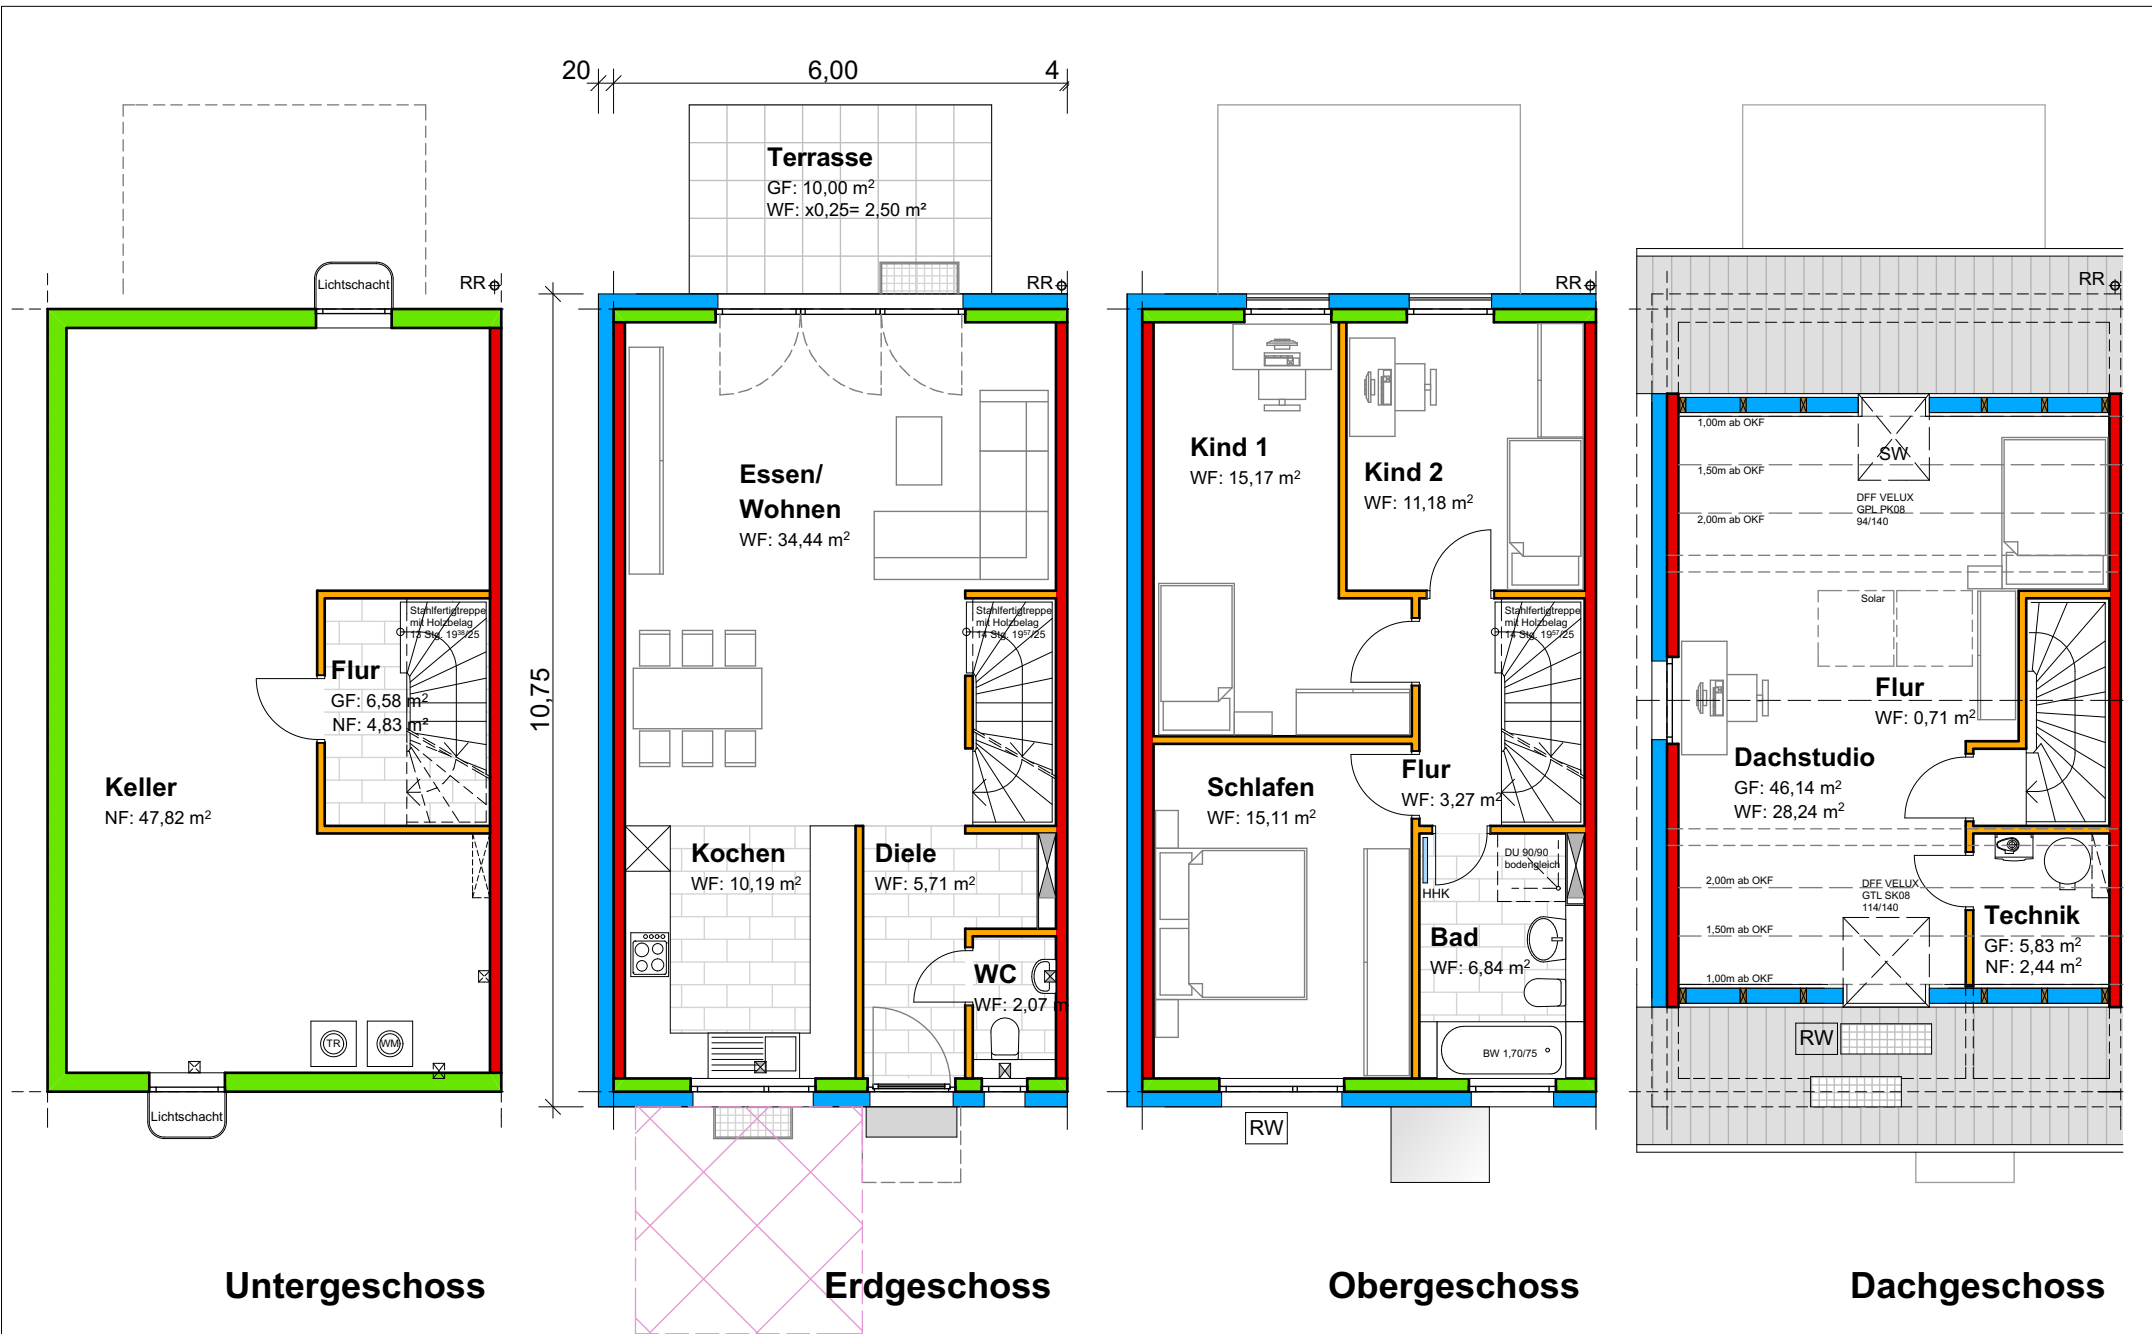 20 6,00 4
10,75
Lichtschacht
RR
Stahlfertigtreppe
mit Holzbelag
13 Stg. 19³⁸/25
Flur
GF: 6,58 m²
NF: 4,83 m²
Keller
NF: 47,82 m²
TR
WM
Lichtschacht
Untergeschoss
Terrasse
GF: 10,00 m²
WF: x0,25= 2,50 m²
RR
Essen/
Wohnen
WF: 34,44 m²
Stahlfertigtreppe
mit Holzbelag
14 Stg. 19⁵⁷/25
Kochen
WF: 10,19 m²
Diele
WF: 5,71 m²
WC
WF: 2,07 m
Erdgeschoss
RR
Kind 1
WF: 15,17 m²
Kind 2
WF: 11,18 m²
Stahlfertigtreppe
mit Holzbelag
14 Stg. 19⁵⁷/25
Schlafen
WF: 15,11 m²
Flur
WF: 3,27 m²
DU 90/90
bodengleich
HHK
Bad
WF: 6,84 m²
BW 1,70/75
RW
Obergeschoss
RR
1,00m ab OKF
SW
1,50m ab OKF
DFF VELUX
GPL PK08
94/140
2,00m ab OKF
Solar
Flur
WF: 0,71 m²
Dachstudio
GF: 46,14 m²
WF: 28,24 m²
2,00m ab OKF
DFF VELUX
GTL SK08
114/140
1,50m ab OKF
Technik
GF: 5,83 m²
NF: 2,44 m²
1,00m ab OKF
RW
Dachgeschoss